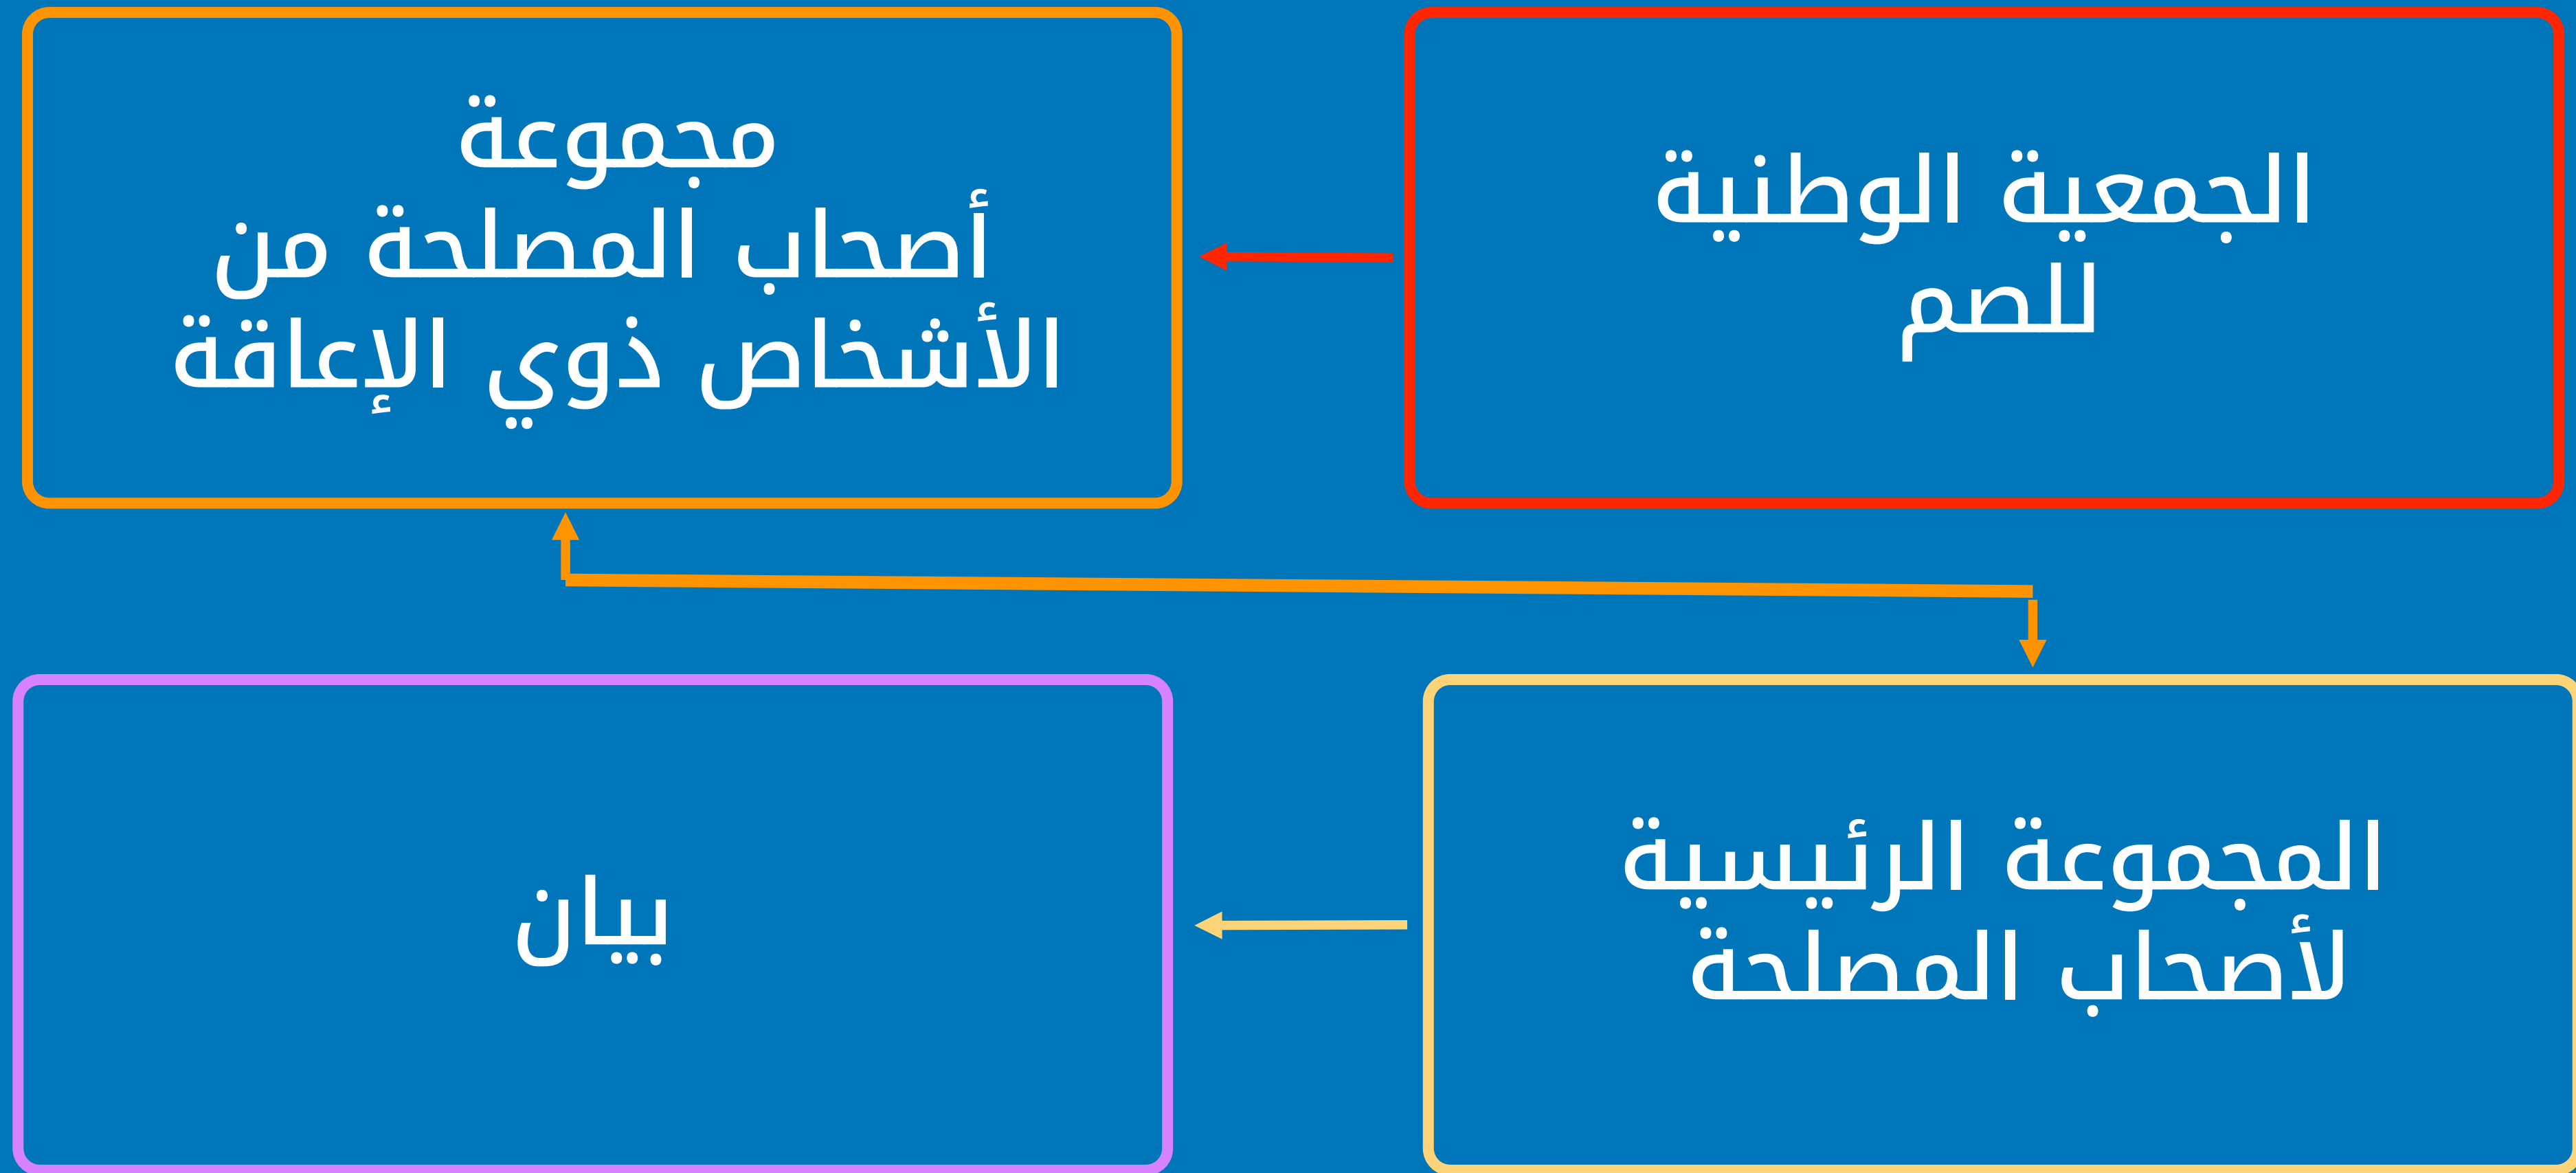 الجمعية الوطنية
للصم
مجموعة
أصحاب المصلحة من
الأشخاص ذوي الإعاقة
المجموعة الرئيسية
لأصحاب المصلحة
بيان